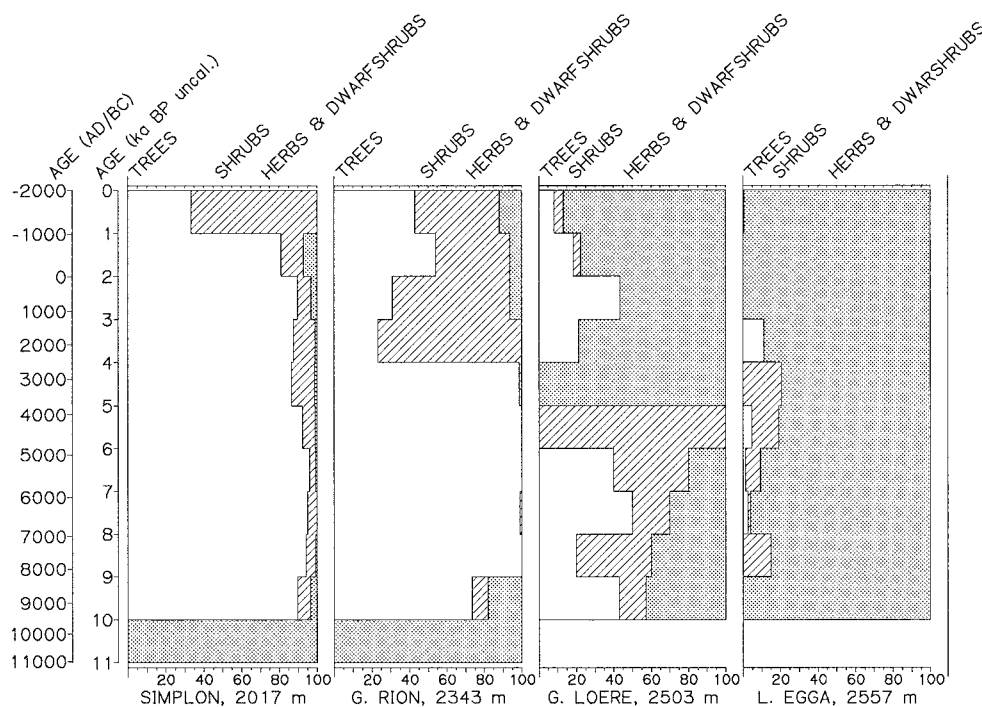 AGE (AD/BC)
AGE (ka BP uncal.)
TREES
SHRUBS
HERBS & DWARFSHRUBS
TREES
SHRUBS
HERBS & DWARFSHRUBS
TREES
SHRUBS
HERBS & DWARFSHRUBS
TREES
SHRUBS
HERBS & DWARSHRUBS
-2000
-1000
0
1000
2000
3000
4000
5000
6000
7000
8000
9000
10000
11000
0
1
2
3
4
5
6
7
8
9
10
11
20 40 60 80 100
20 40 60 80 100
20 40 60 80 100
20 40 60 80 100
SIMPLON, 2017 m
G. RION, 2343 m
G. LOERE, 2503 m
L. EGGA, 2557 m